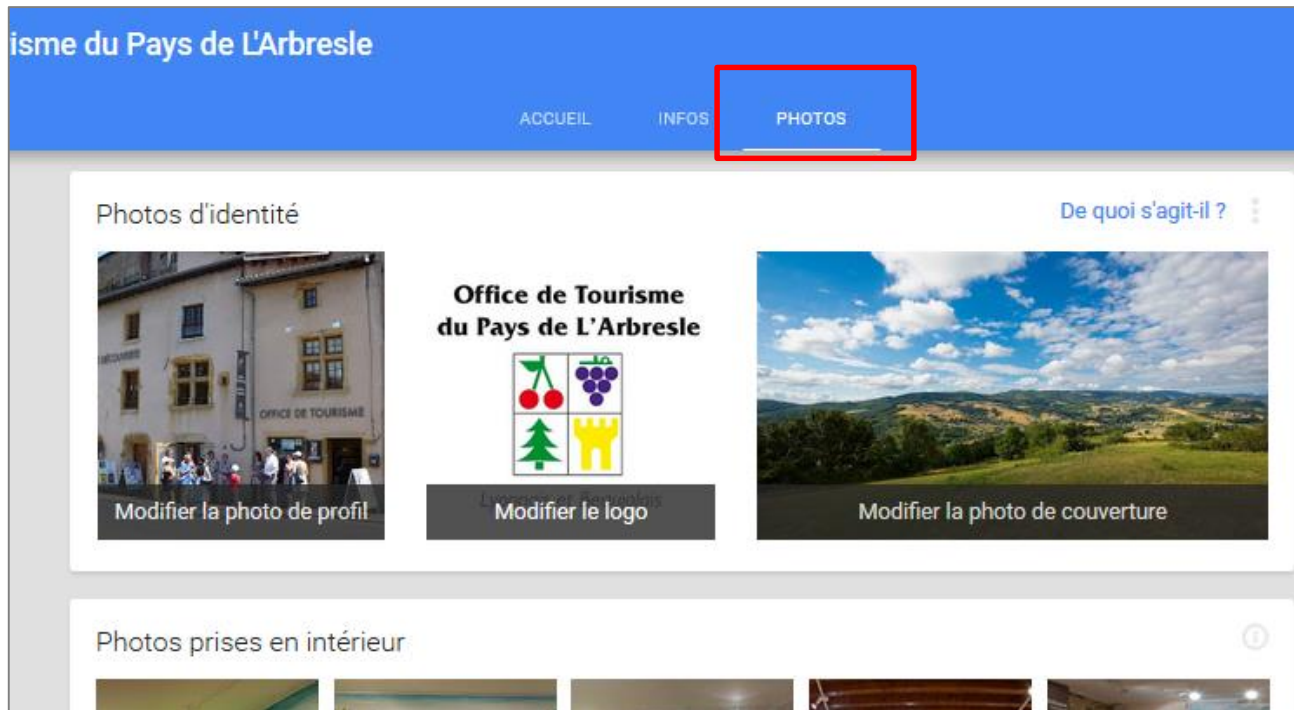 isme du Pays de L'Arbresle
ACCUEIL INFOS PHOTOS
Photos d'identité
De quoi s'agit-il ?
OFFICE DE TOURISME
Office de Tourisme
du Pays de L'Arbresle
Modifier la photo de profil
Modifier le logo
Modifier la photo de couverture
Photos prises en intérieur